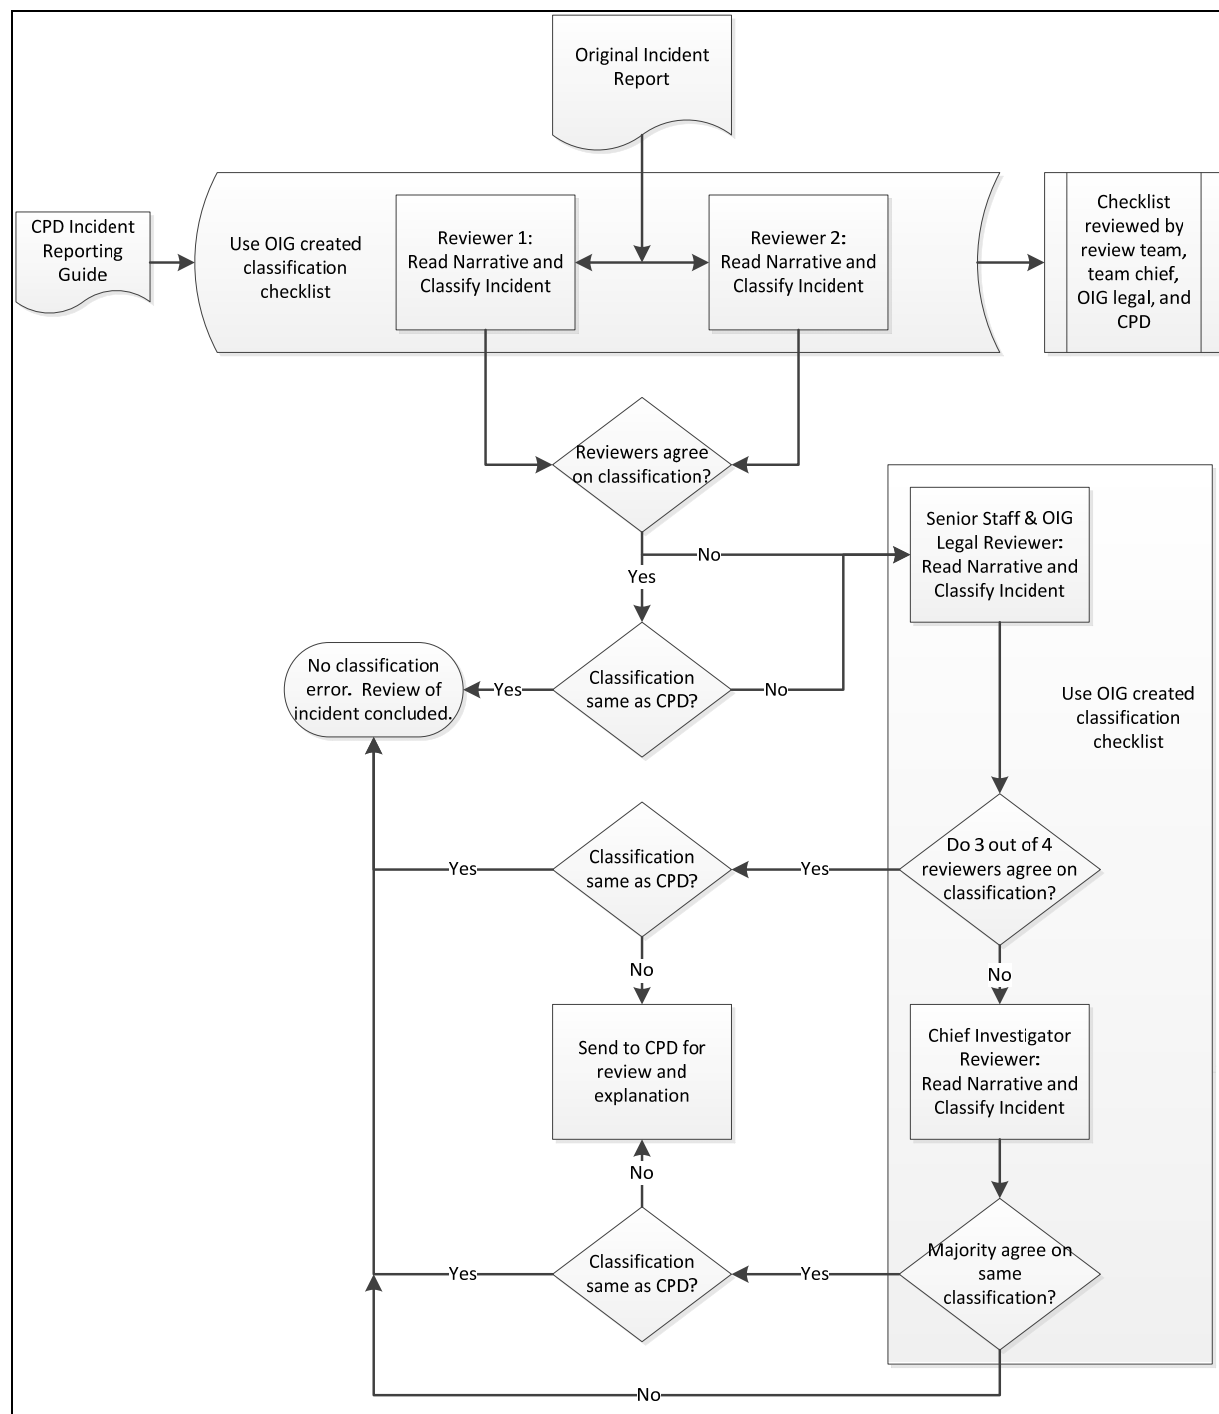 Original Incident
Report
CPD Incident
Reporting
Guide
Use OIG created
classification
checklist
Reviewer 1:
Read Narrative and
Classify Incident
Reviewer 2:
Read Narrative and
Classify Incident
Checklist
reviewed by
review team,
team chief,
OIG legal, and
CPD
Reviewers agree
on classification?
No
Yes
Senior Staff & OIG
Legal Reviewer:
Read Narrative and
Classify Incident
No classification
error.  Review of
incident concluded.
Yes
Classification
same as CPD?
No
Use OIG created
classification
checklist
Yes
Classification
same as CPD?
Yes
Do 3 out of 4
reviewers agree on
classification?
No
No
Send to CPD for
review and
explanation
Chief Investigator
Reviewer:
Read Narrative and
Classify Incident
No
Yes
Classification
same as CPD?
Yes
Majority agree on
same
classification?
No